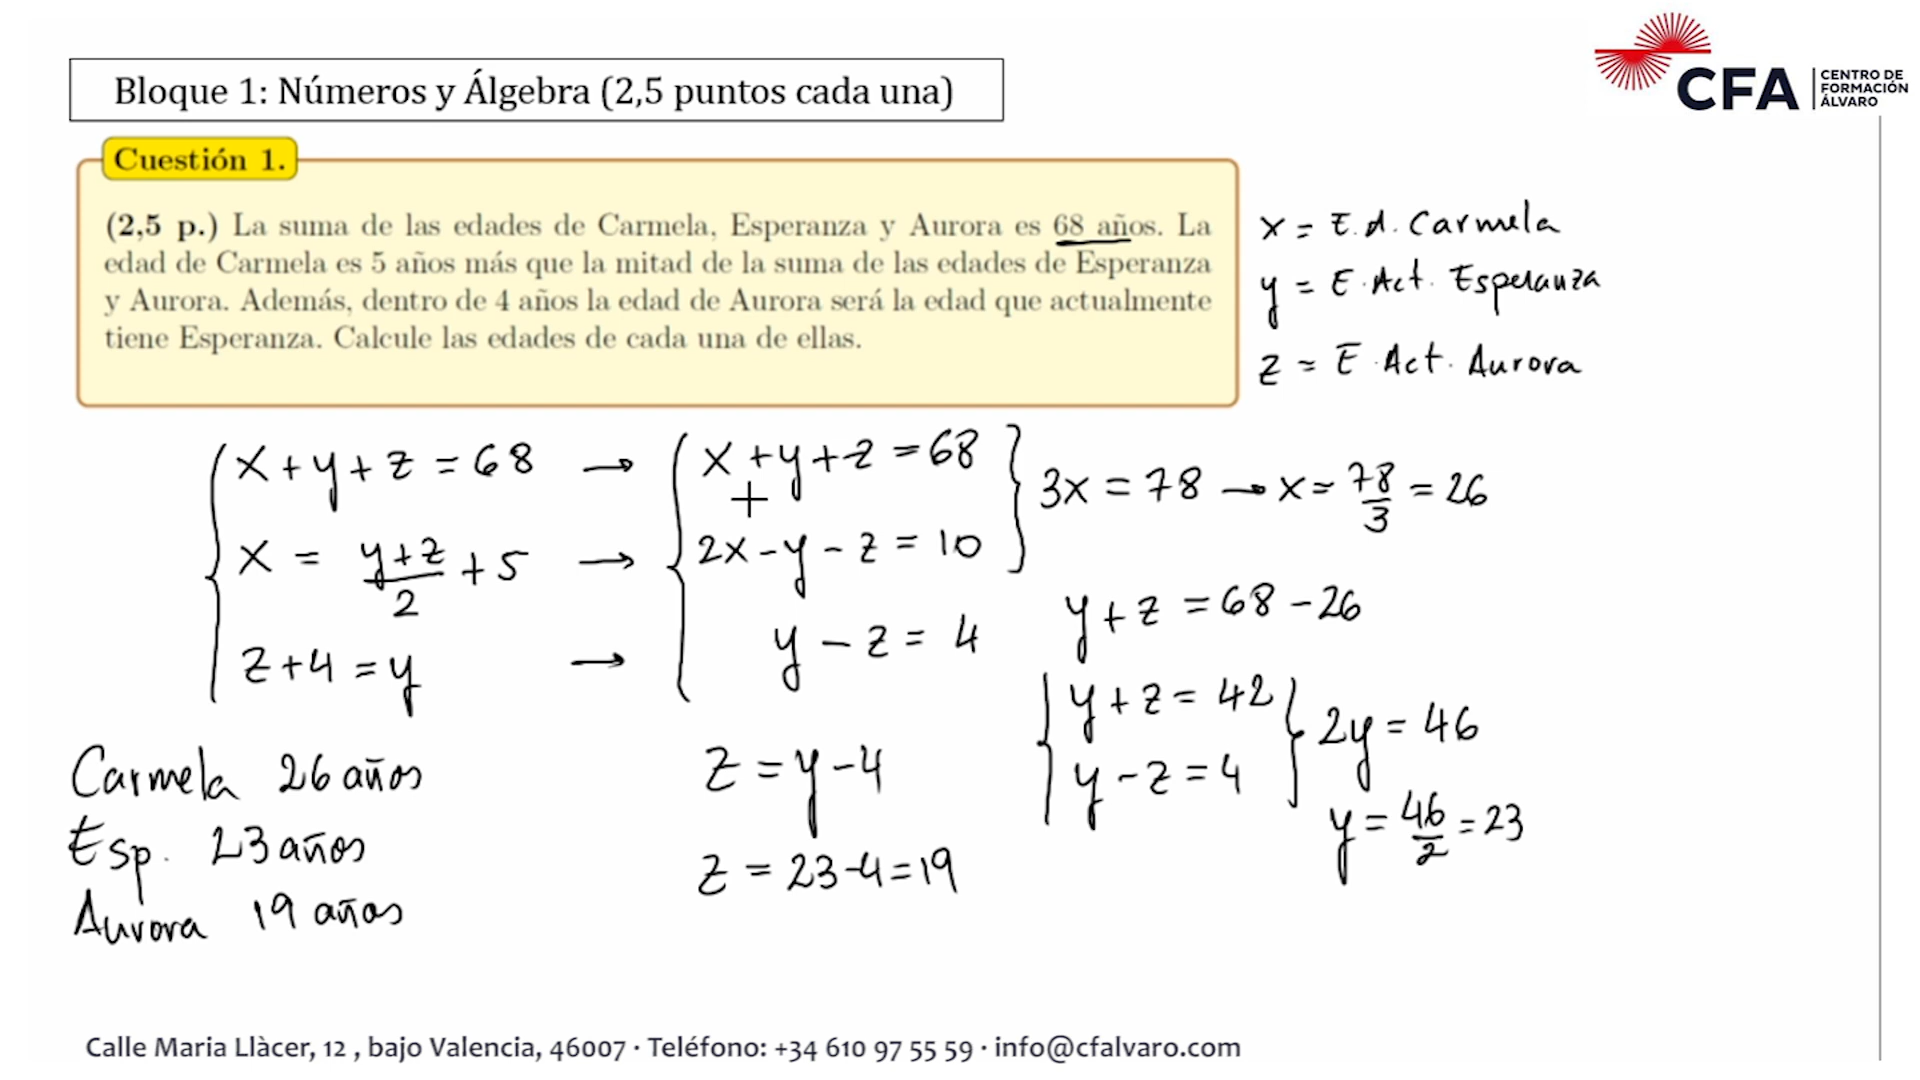 Bloque 1: Números y Álgebra (2,5 puntos cada una)
CFA
CENTRO DE
FORMACIÓN
ÁLVARO
Cuestión 1.
(2,5 p.) La suma de las edades de Carmela, Esperanza y Aurora es 68 años. La
edad de Carmela es 5 años más que la mitad de la suma de las edades de Esperanza
y Aurora. Además, dentro de 4 años la edad de Aurora será la edad que actualmente
tiene Esperanza. Calcule las edades de cada una de ellas.
x = E.d. Carmela
y = E.Act. Esperanza
z = E.Act. Aurora
x+y+z=68 → x+y+z=68
+
x = (y+z)/2 + 5 → 2x-y-z=10
z+4=y → y-z=4
3x=78 → x=78/3=26
y+z=68-26
y+z=42
y-z=4
2y=46
y=46/2=23
z=y-4
z=23-4=19
Carmela 26 años
Esp. 23 años
Aurora 19 años
Calle Maria Llàcer, 12 , bajo Valencia, 46007 · Teléfono: +34 610 97 55 59 · info@cfalvaro.com